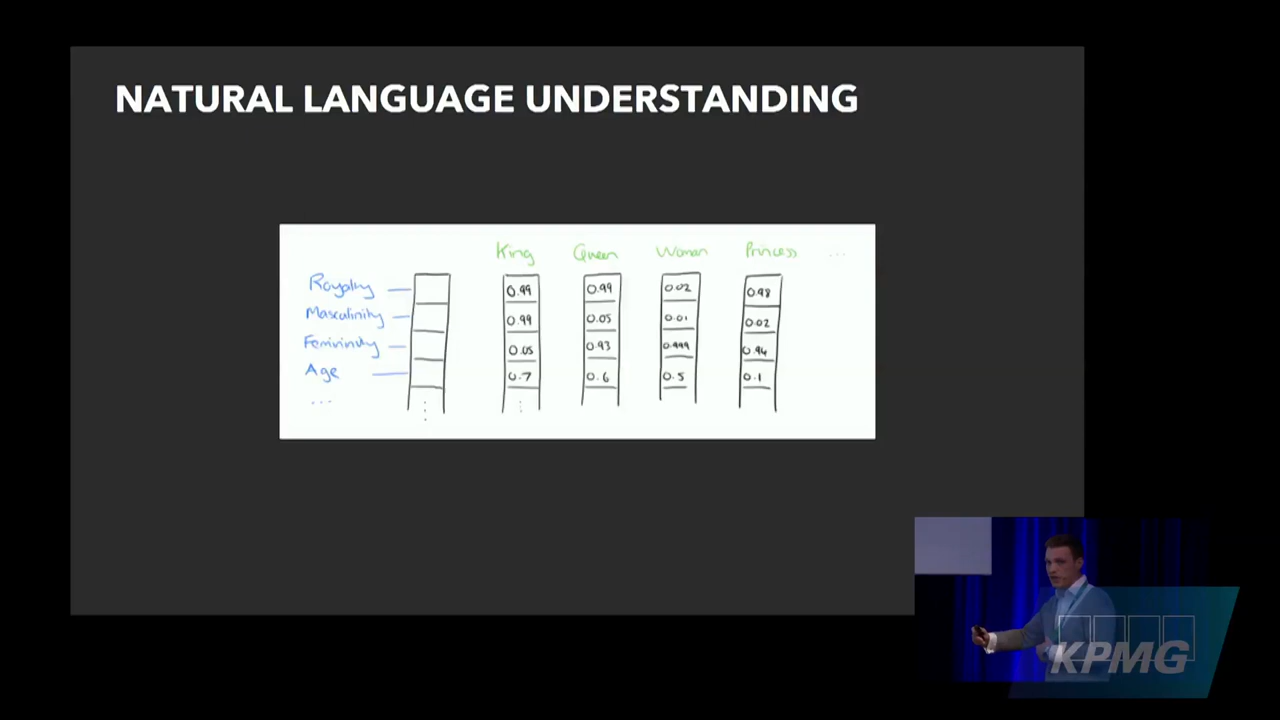 NATURAL LANGUAGE UNDERSTANDING
King Queen Woman Princess ...
Royalty 0.99 0.99 0.02 0.98
Masculinity 0.99 0.05 0.01 0.02
Femininity 0.05 0.93 0.999 0.94
Age 0.7 0.6 0.5 0.1
...
KPMG